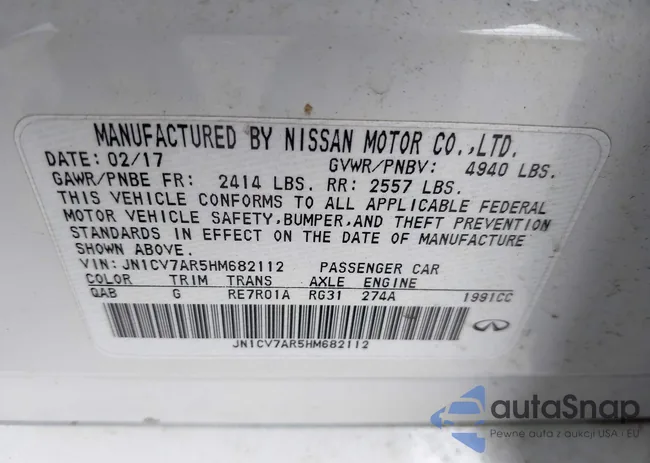 MANUFACTURED BY NISSAN MOTOR CO.,LTD.
DATE: 02/17 GVWR/PNBV: 4940 LBS.
GAWR/PNBE FR: 2414 LBS. RR: 2557 LBS.
THIS VEHICLE CONFORMS TO ALL APPLICABLE FEDERAL
MOTOR VEHICLE SAFETY,BUMPER,AND THEFT PREVENTION
STANDARDS IN EFFECT ON THE DATE OF MANUFACTURE
SHOWN ABOVE.
VIN: JN1CV7AR5HM682112 PASSENGER CAR
COLOR TRIM TRANS AXLE ENGINE
QAB G RE7R01A RG31 274A 1991CC
JN1CV7AR5HM682112
autoSnap
Pewne auta z aukcji USA i EU